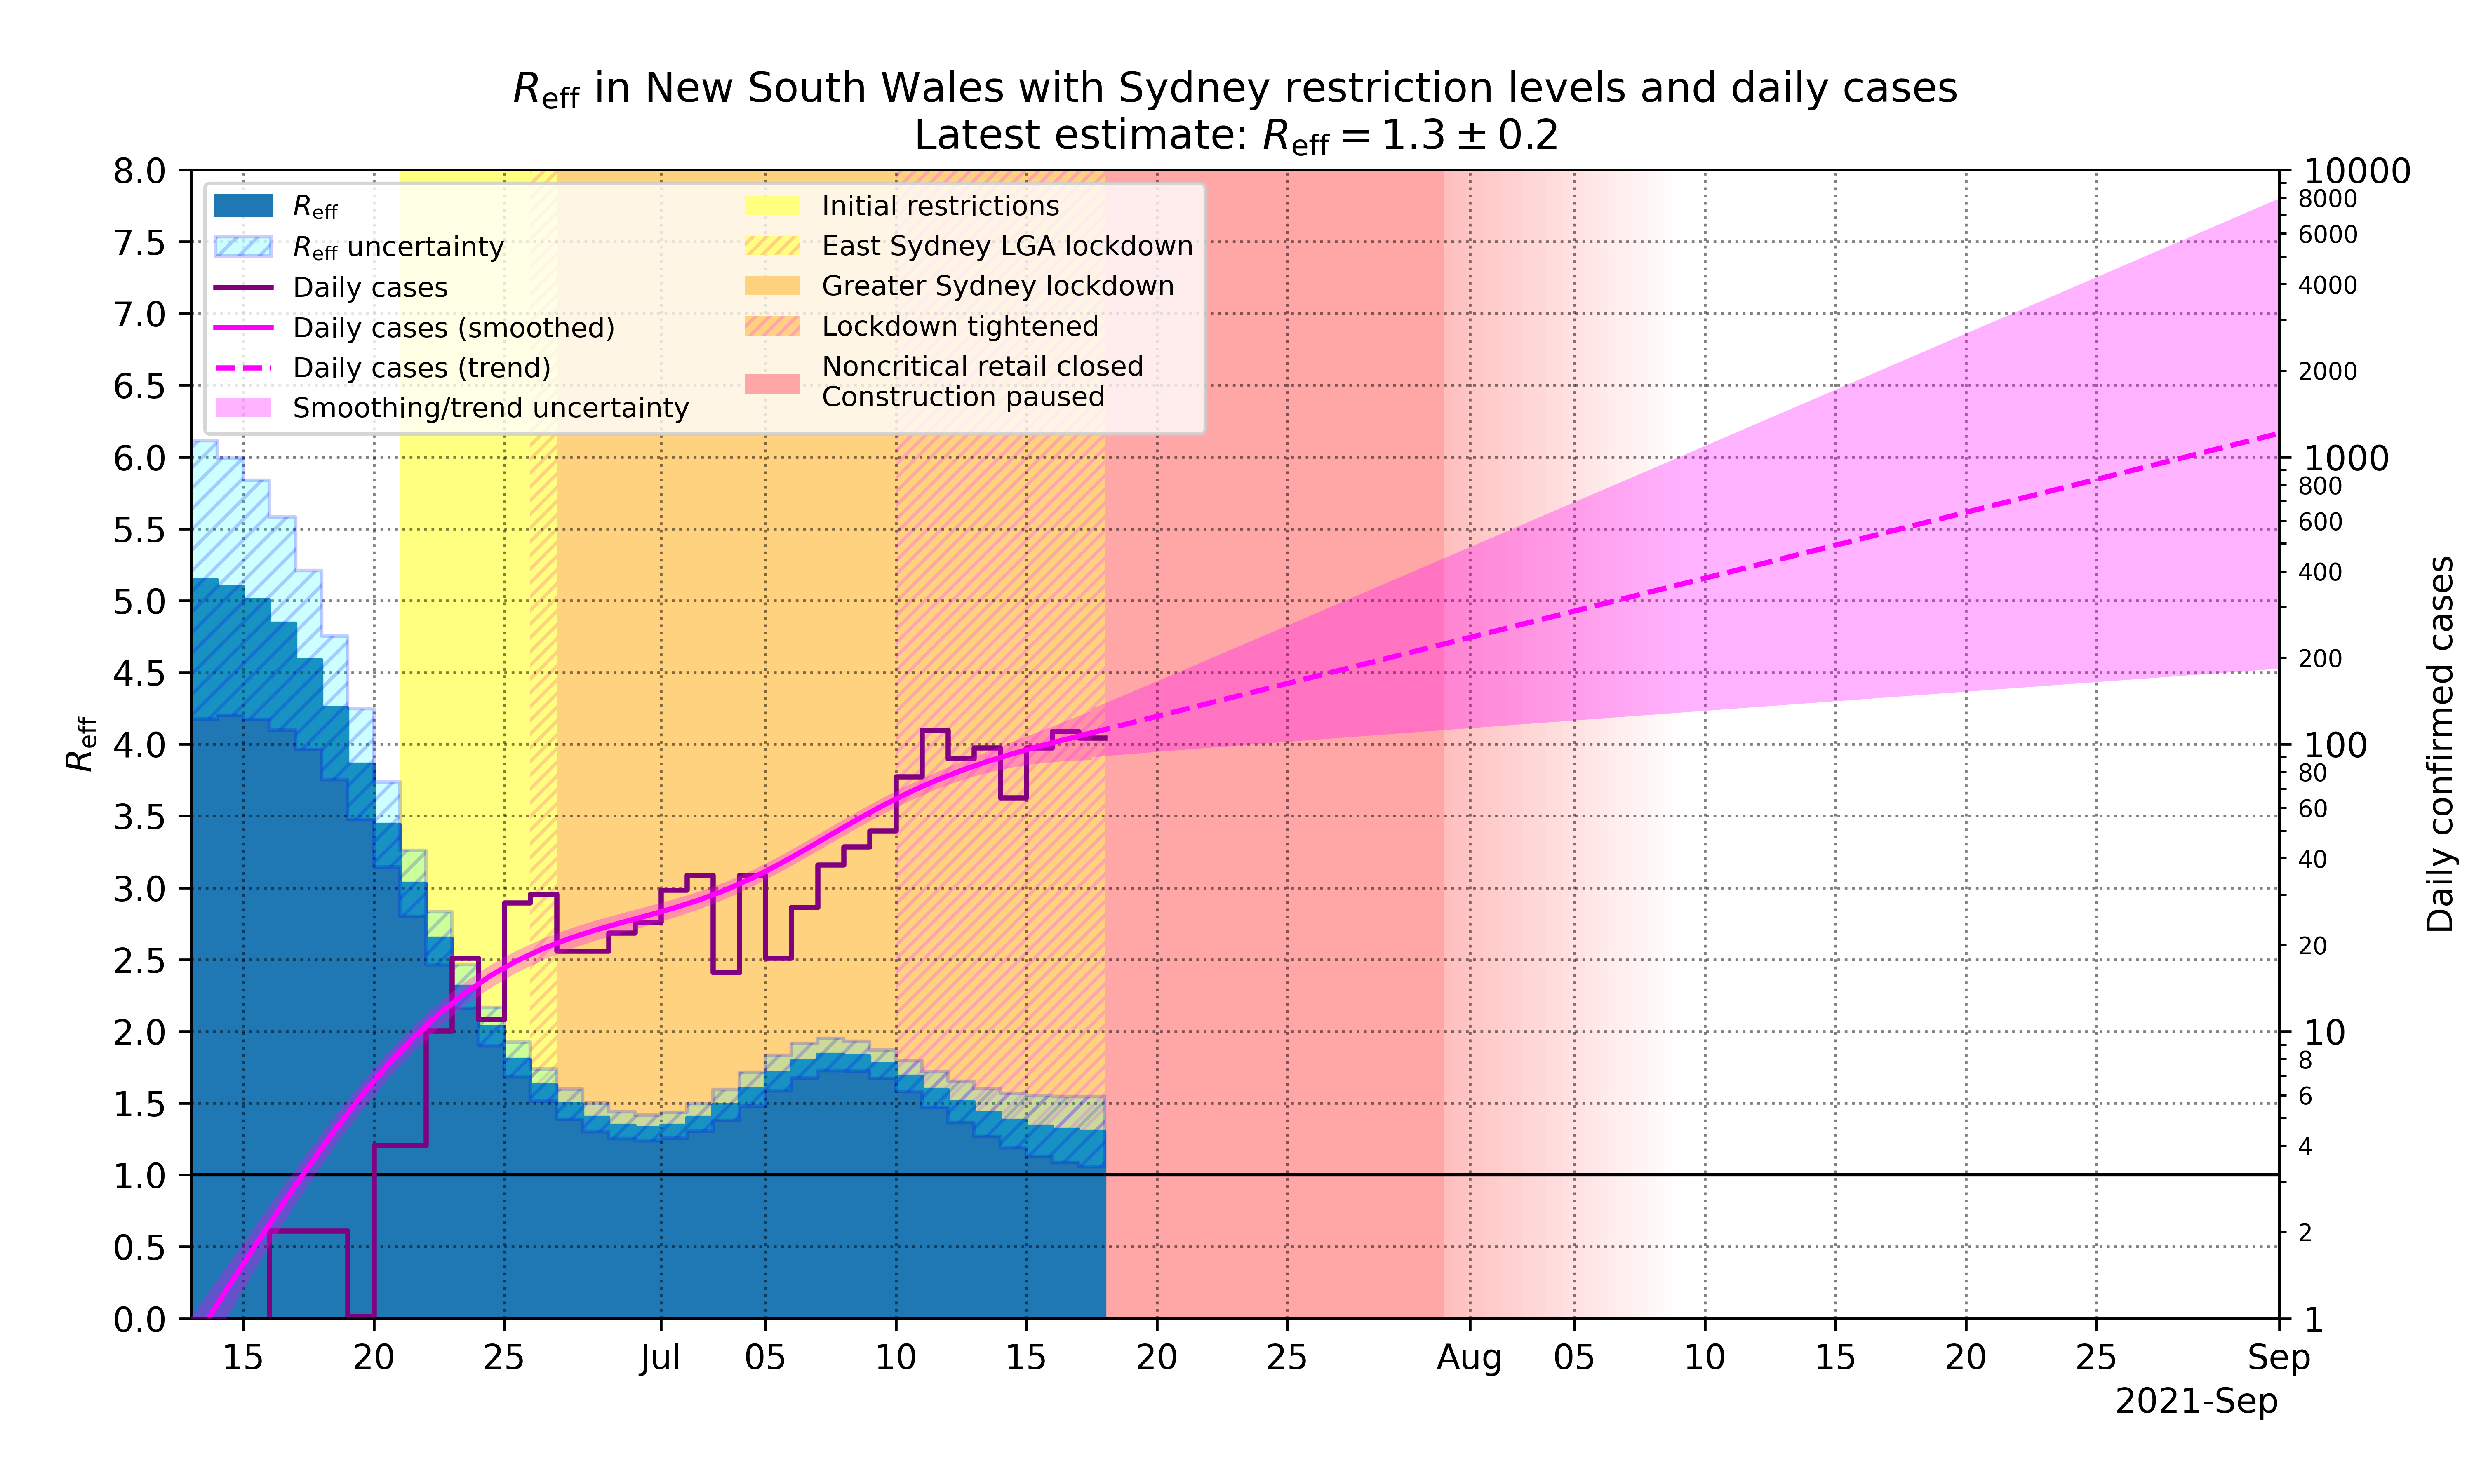 R_eff in New South Wales with Sydney restriction levels and daily cases
Latest estimate: R_eff = 1.3 ± 0.2
R_eff
R_eff uncertainty
Daily cases
Daily cases (smoothed)
Daily cases (trend)
Smoothing/trend uncertainty
Initial restrictions
East Sydney LGA lockdown
Greater Sydney lockdown
Lockdown tightened
Noncritical retail closed
Construction paused
R_eff
8.0
7.5
7.0
6.5
6.0
5.5
5.0
4.5
4.0
3.5
3.0
2.5
2.0
1.5
1.0
0.5
0.0
10000
8000
6000
4000
2000
1000
800
600
400
200
100
80
60
40
20
10
8
6
4
2
1
Daily confirmed cases
15 20 25 Jul 05 10 15 20 25 Aug 05 10 15 20 25 Sep
2021-Sep